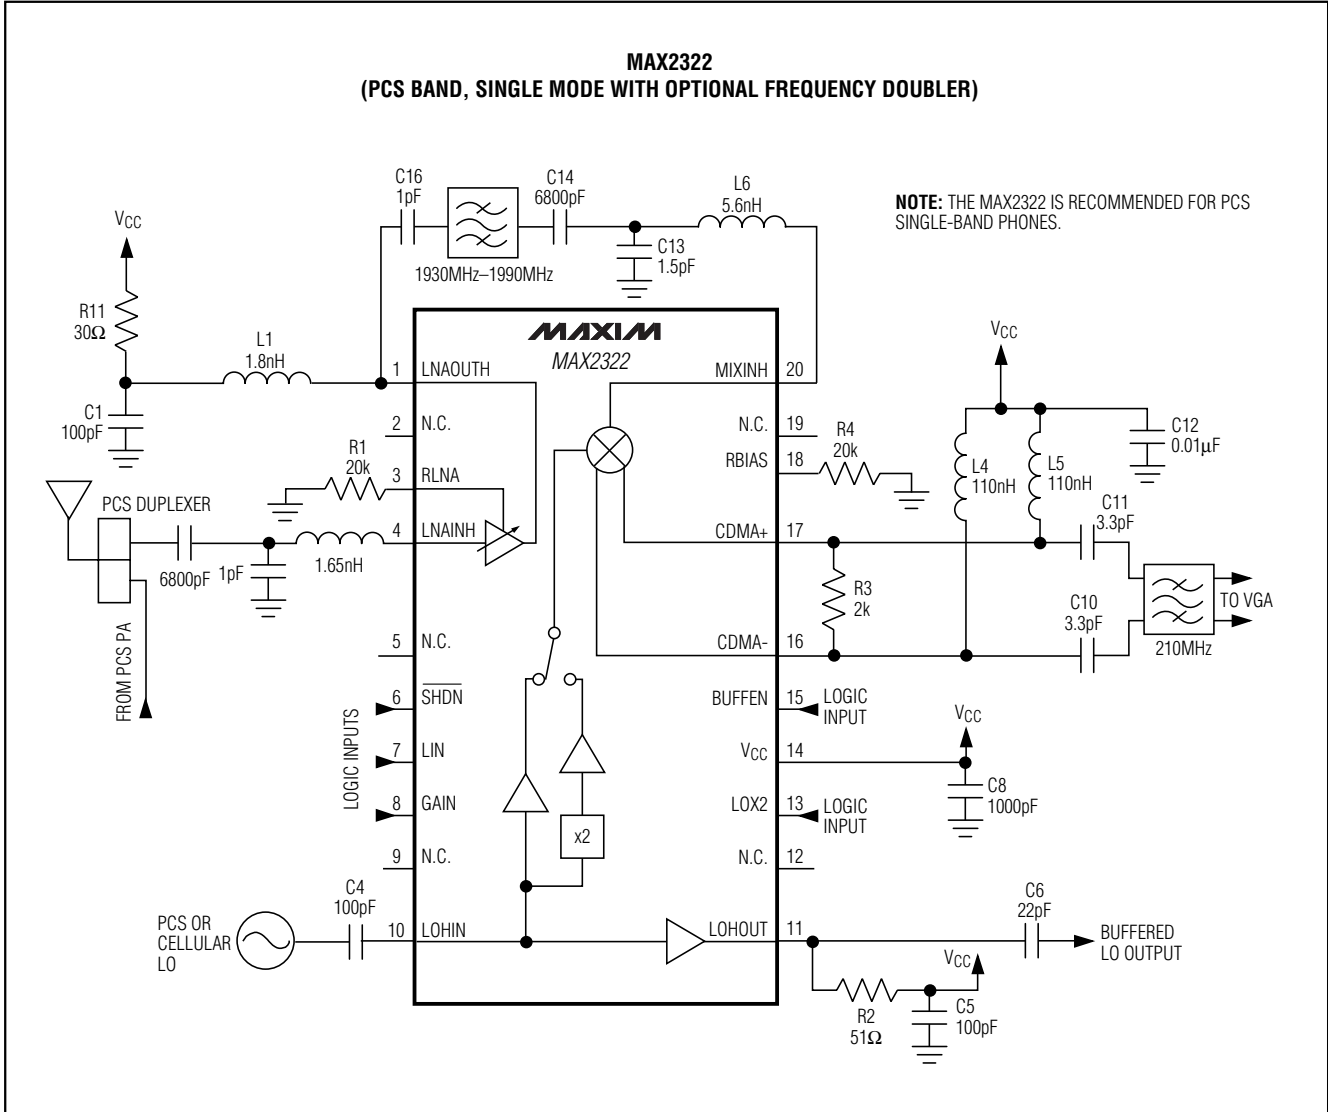 MAX2322
(PCS BAND, SINGLE MODE WITH OPTIONAL FREQUENCY DOUBLER)
NOTE: THE MAX2322 IS RECOMMENDED FOR PCS
SINGLE-BAND PHONES.
C16
1pF
C14
6800pF
L6
5.6nH
C13
1.5pF
1930MHz–1990MHz
VCC
R11
30Ω
L1
1.8nH
C1
100pF
MAXIM
MAX2322
1 LNAOUTH
2 N.C.
R1
20k
3 RLNA
4 LNAINH
PCS DUPLEXER
6800pF
1pF
1.65nH
FROM PCS PA
5 N.C.
LOGIC INPUTS
6 SHDN
7 LIN
8 GAIN
9 N.C.
C4
100pF
10 LOHIN
PCS OR
CELLULAR
LO
x2
MIXINH 20
N.C. 19
RBIAS 18
R4
20k
CDMA+ 17
R3
2k
CDMA- 16
VCC
L4
110nH
L5
110nH
C12
0.01μF
C11
3.3pF
C10
3.3pF
210MHz
TO VGA
BUFFEN 15 LOGIC
INPUT
VCC 14
VCC
C8
1000pF
LOX2 13 LOGIC
INPUT
N.C. 12
LOHOUT 11
C6
22pF
BUFFERED
LO OUTPUT
VCC
R2
51Ω
C5
100pF